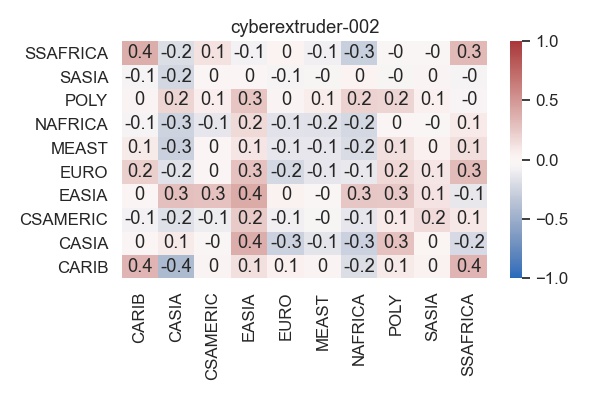 cyberextruder-002
SSAFRICA 0.4 -0.2 0.1 -0.1 0 -0.1 -0.3 -0 -0 0.3
SASIA -0.1 -0.2 0 0 -0.1 -0 0 -0 0 -0
POLY 0 0.2 0.1 0.3 0 0.1 0.2 0.2 0.1 -0
NAFRICA -0.1 -0.3 -0.1 0.2 -0.1 -0.2 -0.2 0 -0 0.1
MEAST 0.1 -0.3 0 0.1 -0.1 -0.1 -0.2 0.1 0 0.1
EURO 0.2 -0.2 0 0.3 -0.2 -0.1 -0.1 0.2 0.1 0.3
EASIA 0 0.3 0.3 0.4 0 -0 0.3 0.3 0.1 -0.1
CSAMERIC -0.1 -0.2 -0.1 0.2 -0.1 -0 -0.1 0.1 0.2 0.1
CASIA 0 0.1 -0 0.4 -0.3 -0.1 -0.3 0.3 0 -0.2
CARIB 0.4 -0.4 0 0.1 0.1 0 -0.2 0.1 0 0.4
CARIB CASIA CSAMERIC EASIA EURO MEAST NAFRICA POLY SASIA SSAFRICA
1.0
0.5
0.0
−0.5
−1.0